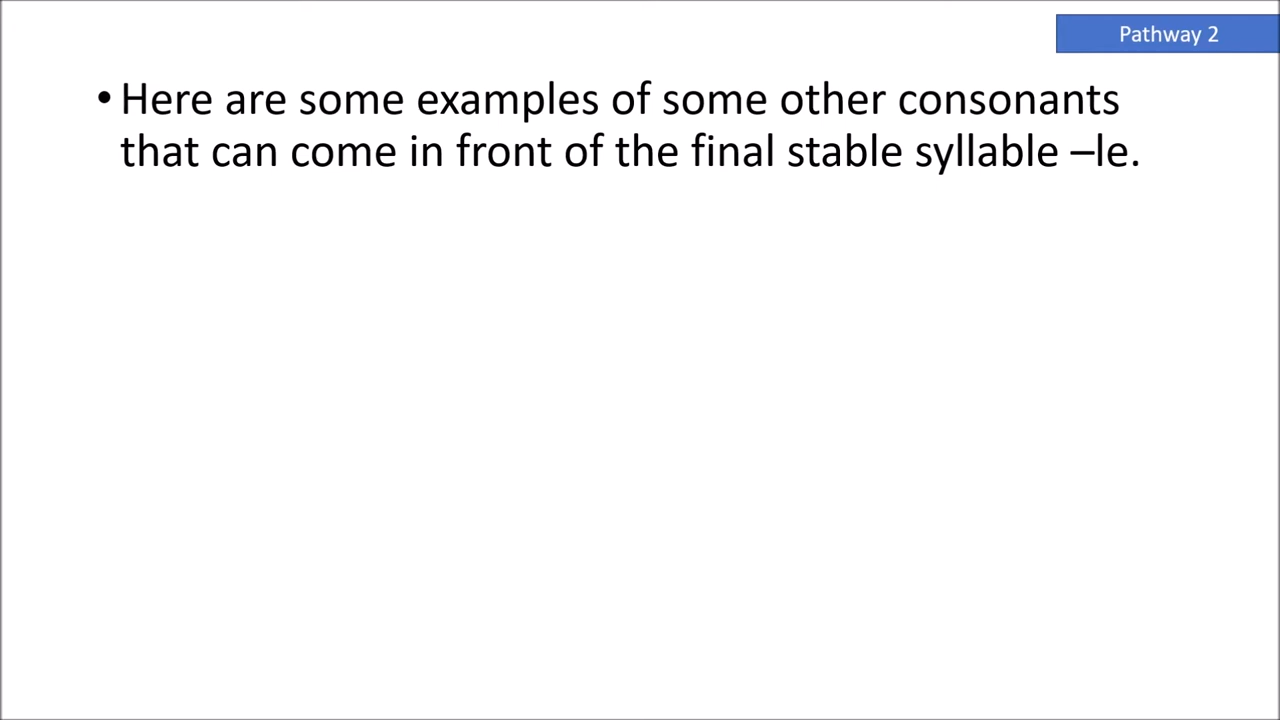 Pathway 2
• Here are some examples of some other consonants
that can come in front of the final stable syllable –le.